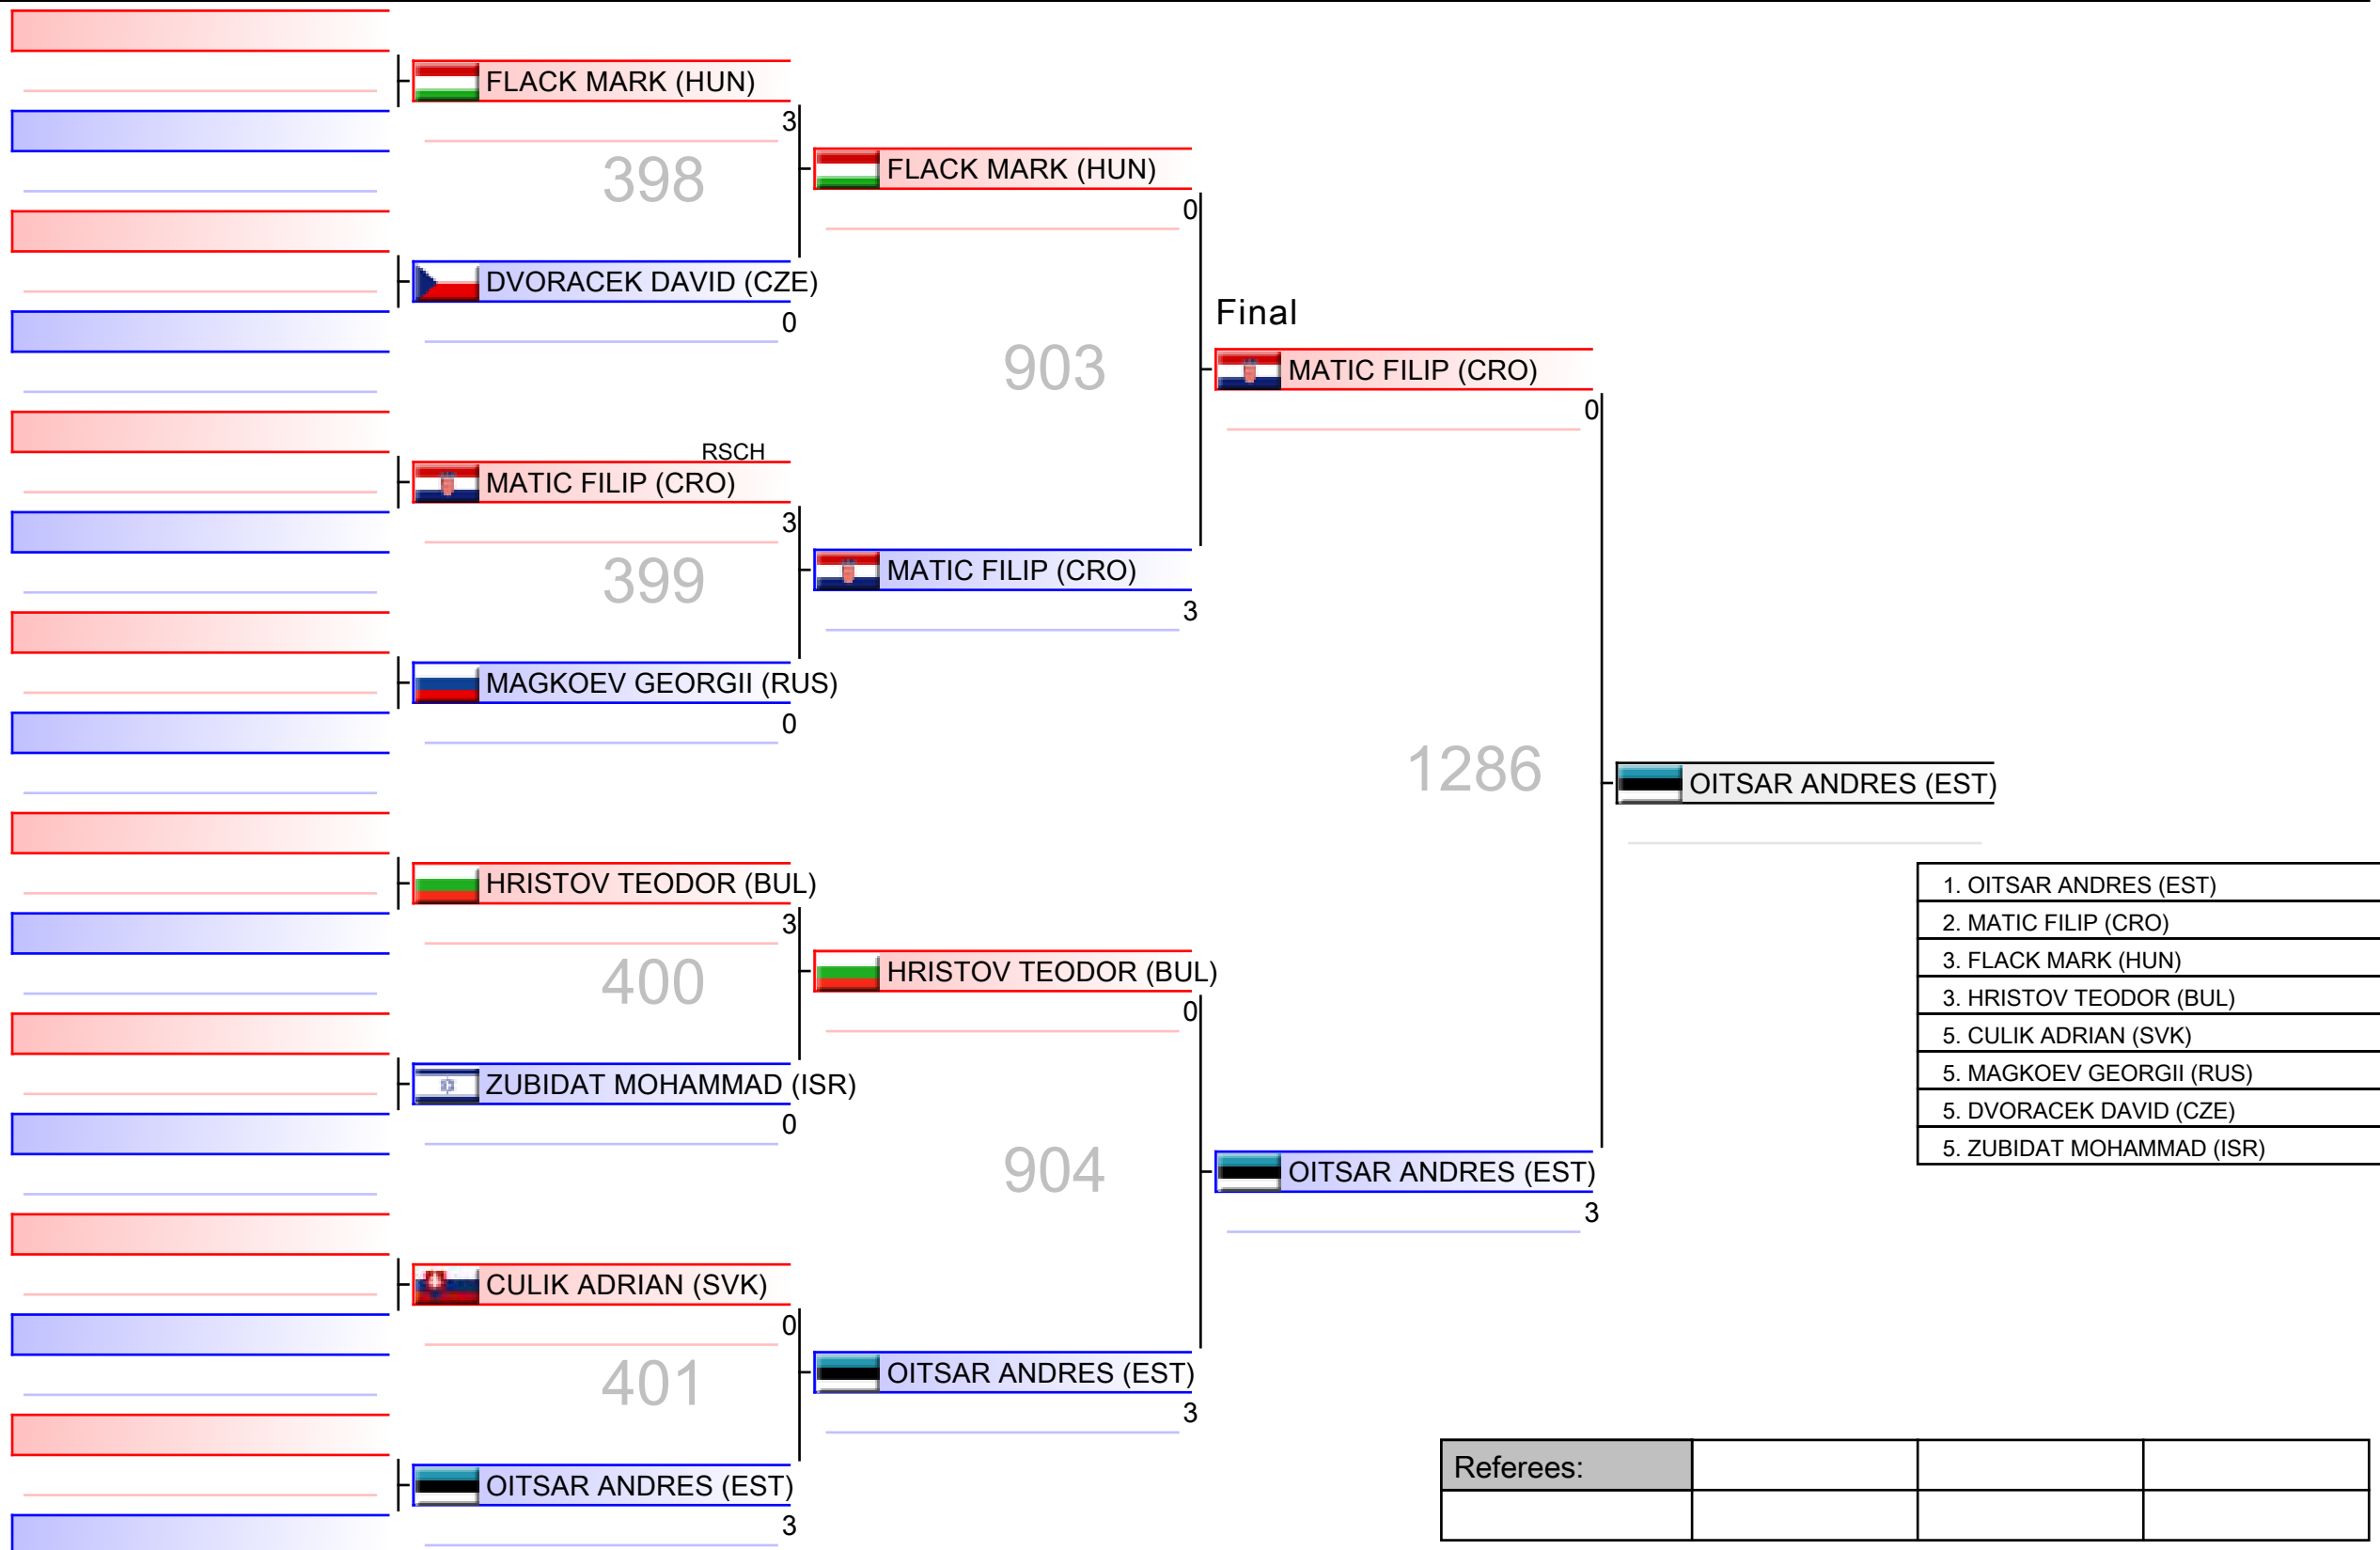 FLACK MARK (HUN)
3
398
DVORACEK DAVID (CZE)
0
RSCH
MATIC FILIP (CRO)
3
399
MAGKOEV GEORGII (RUS)
0
HRISTOV TEODOR (BUL)
3
400
ZUBIDAT MOHAMMAD (ISR)
0
CULIK ADRIAN (SVK)
0
401
OITSAR ANDRES (EST)
3
FLACK MARK (HUN)
0
903
MATIC FILIP (CRO)
3
HRISTOV TEODOR (BUL)
0
904
OITSAR ANDRES (EST)
3
Final
MATIC FILIP (CRO)
0
1286
OITSAR ANDRES (EST)
3
OITSAR ANDRES (EST)
1. OITSAR ANDRES (EST)
2. MATIC FILIP (CRO)
3. FLACK MARK (HUN)
3. HRISTOV TEODOR (BUL)
5. CULIK ADRIAN (SVK)
5. MAGKOEV GEORGII (RUS)
5. DVORACEK DAVID (CZE)
5. ZUBIDAT MOHAMMAD (ISR)
Referees: